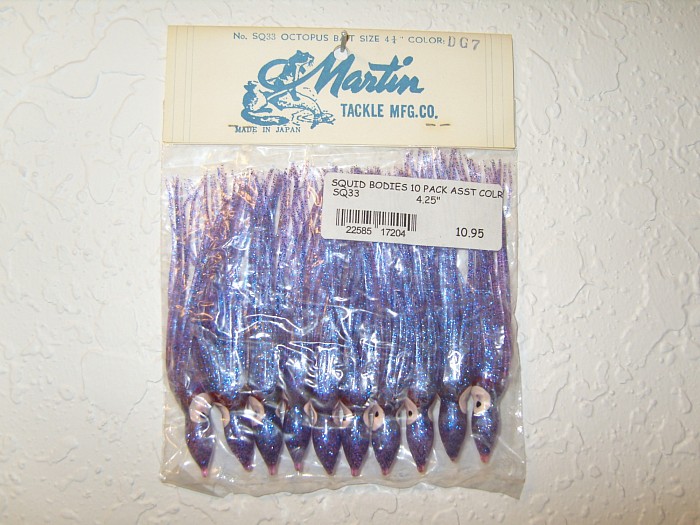 No. SQ33 OCTOPUS BAIT SIZE 4¼" COLOR: DG7
Martin
TACKLE MFG.CO.
MADE IN JAPAN
SQUID BODIES 10 PACK ASST COLR
SQ33 4.25"
22585 17204 10.95